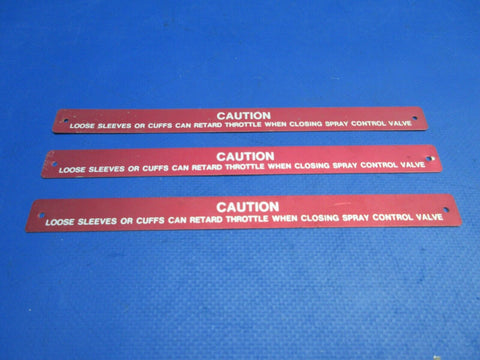 CAUTION
LOOSE SLEEVES OR CUFFS CAN RETARD THROTTLE WHEN CLOSING SPRAY CONTROL VALVE
CAUTION
LOOSE SLEEVES OR CUFFS CAN RETARD THROTTLE WHEN CLOSING SPRAY CONTROL VALVE
CAUTION
LOOSE SLEEVES OR CUFFS CAN RETARD THROTTLE WHEN CLOSING SPRAY CONTROL VALVE